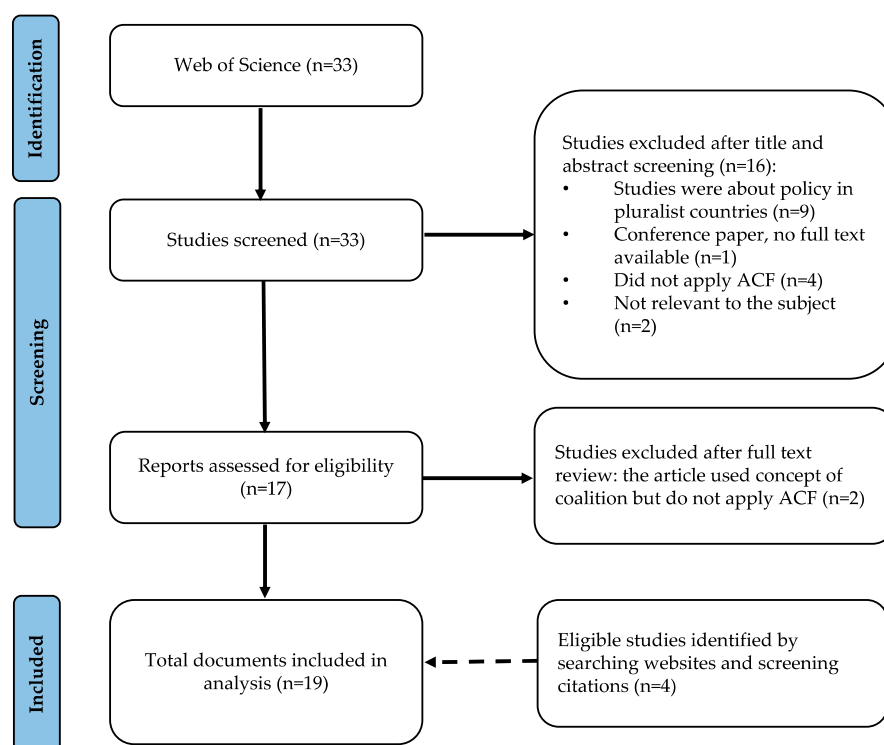 Identification
Web of Science (n=33)
Studies excluded after title and
abstract screening (n=16):
• Studies were about policy in
pluralist countries (n=9)
• Conference paper, no full text
available (n=1)
• Did not apply ACF (n=4)
• Not relevant to the subject
(n=2)
Screening
Studies screened (n=33)
Reports assessed for eligibility
(n=17)
Studies excluded after full text
review: the article used concept of
coalition but do not apply ACF (n=2)
Included
Total documents included in
analysis (n=19)
Eligible studies identified by
searching websites and screening
citations (n=4)